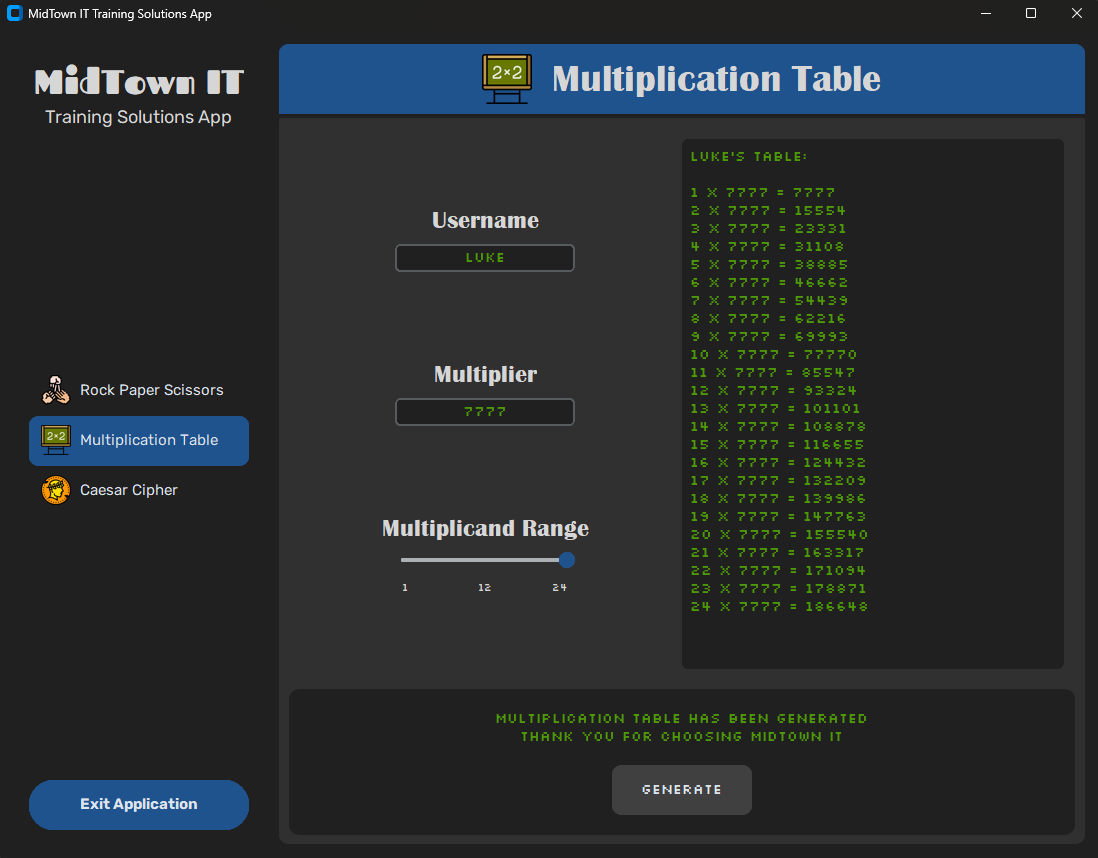 MidTown IT Training Solutions App
MidTown IT
Training Solutions App
Rock Paper Scissors
2×2
Multiplication Table
Caesar Cipher
Exit Application
2×2
Multiplication Table
Username
LUKE
Multiplier
7777
Multiplicand Range
1 12 24
LUKE'S TABLE:
1 X 7777 = 7777
2 X 7777 = 15554
3 X 7777 = 23331
4 X 7777 = 31108
5 X 7777 = 38885
6 X 7777 = 46662
7 X 7777 = 54439
8 X 7777 = 62216
9 X 7777 = 69993
10 X 7777 = 77770
11 X 7777 = 85547
12 X 7777 = 93324
13 X 7777 = 101101
14 X 7777 = 108878
15 X 7777 = 116655
16 X 7777 = 124432
17 X 7777 = 132209
18 X 7777 = 139986
19 X 7777 = 147763
20 X 7777 = 155540
21 X 7777 = 163317
22 X 7777 = 171094
23 X 7777 = 178871
24 X 7777 = 186648
MULTIPLICATION TABLE HAS BEEN GENERATED
THANK YOU FOR CHOOSING MIDTOWN IT
GENERATE